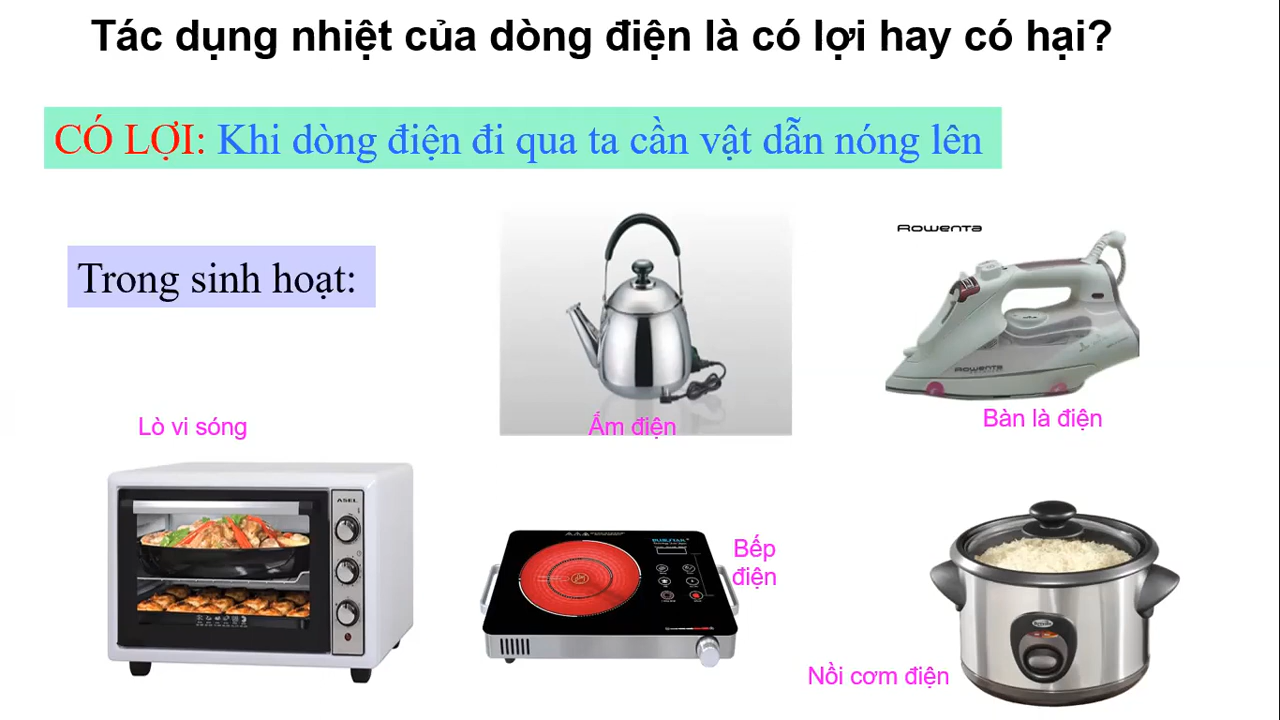 Tác dụng nhiệt của dòng điện là có lợi hay có hại?
CÓ LỢI: Khi dòng điện đi qua ta cần vật dẫn nóng lên
Trong sinh hoạt:
Rowenta
Rowenta
Lò vi sóng
Ấm điện
Bàn là điện
ASEL
Bếp
điện
Nồi cơm điện